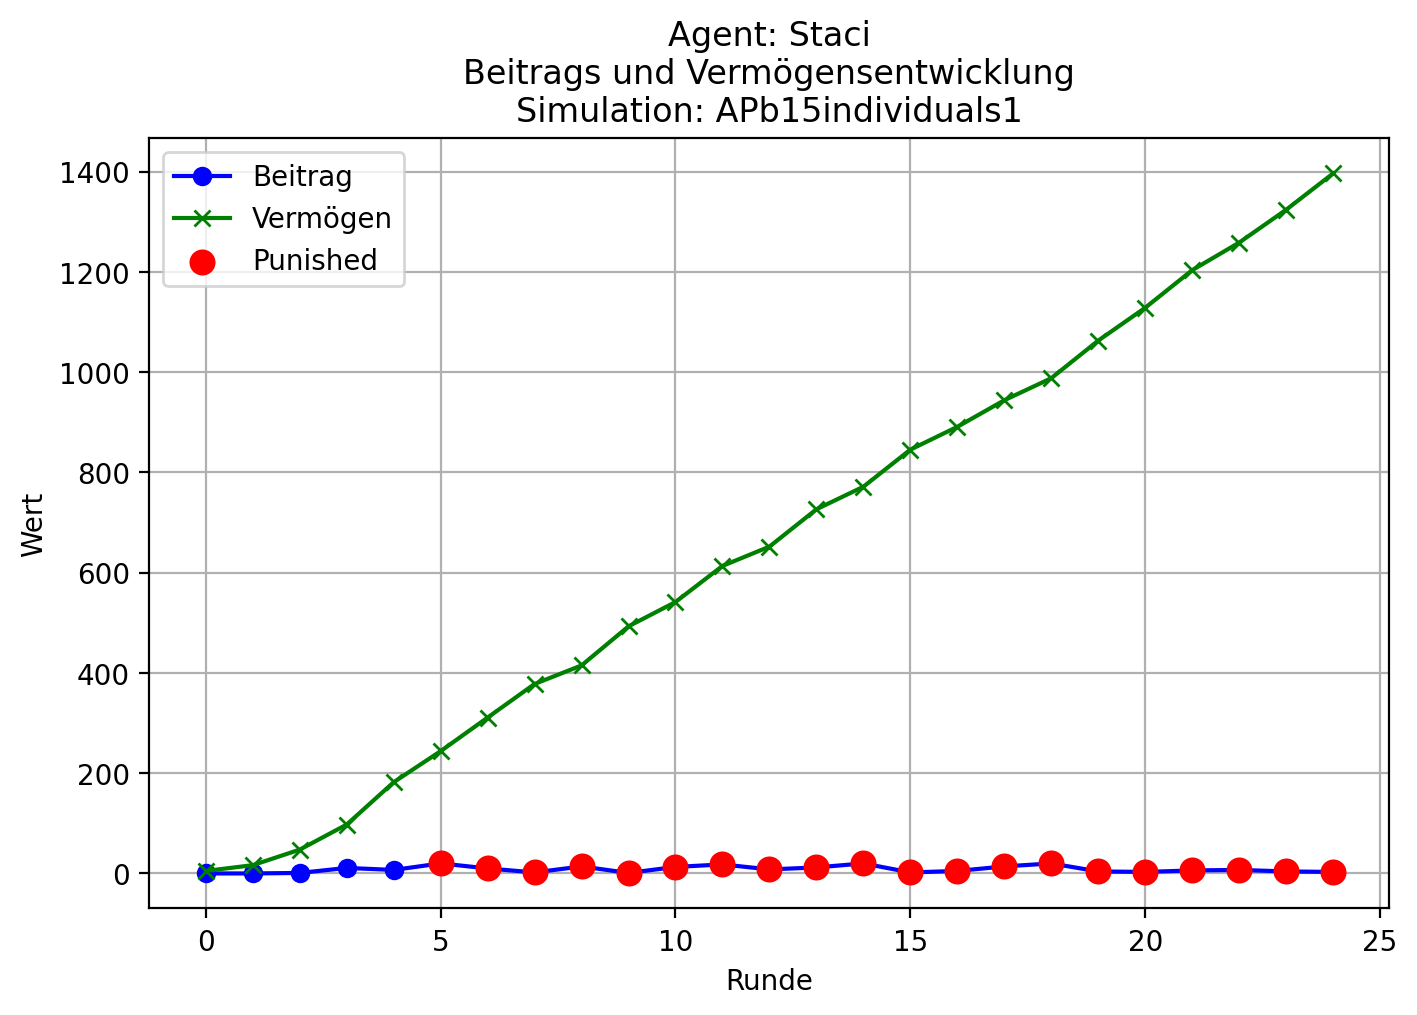 Agent: Staci
Beitrags und Vermögensentwicklung
Simulation: APb15individuals1
Beitrag
Vermögen
Punished
1400
1200
1000
800
600
400
200
0
Wert
0 5 10 15 20 25
Runde